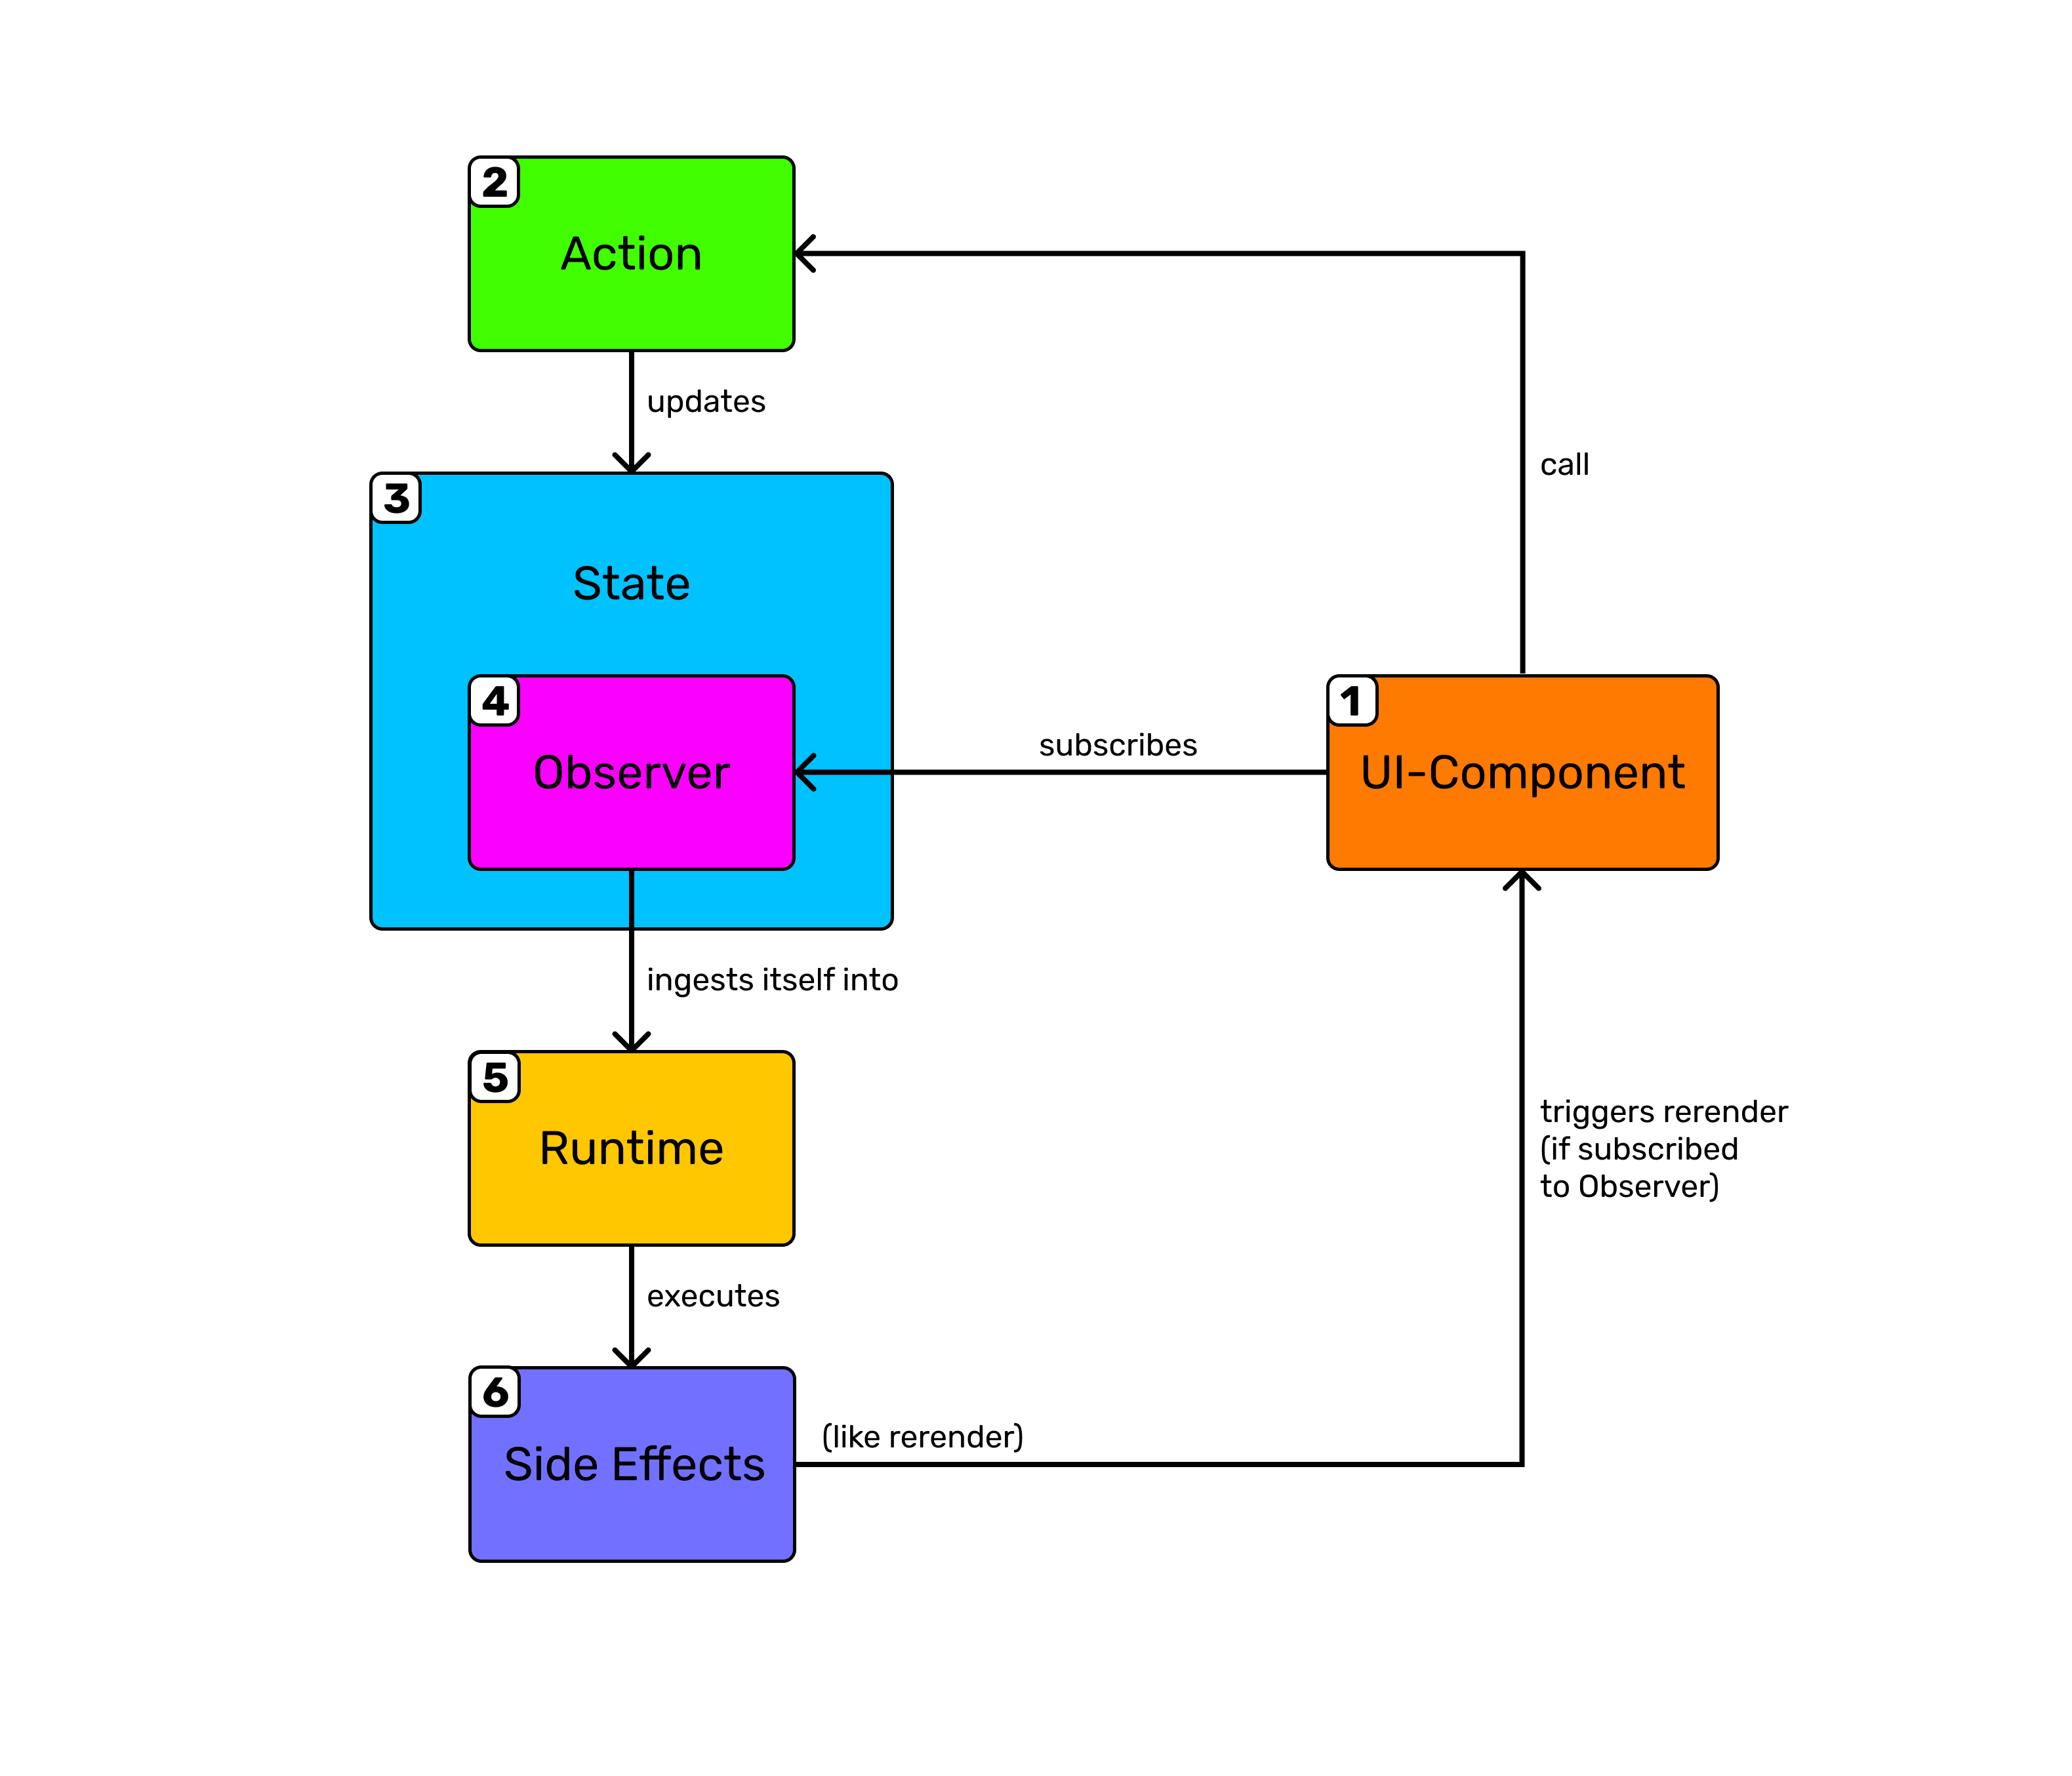 2
Action
updates
call
3
State
4
Observer
subscribes
1
UI-Component
ingests itself into
5
Runtime
triggers rerender
(if subscribed
to Observer)
executes
6
Side Effects
(like rerender)